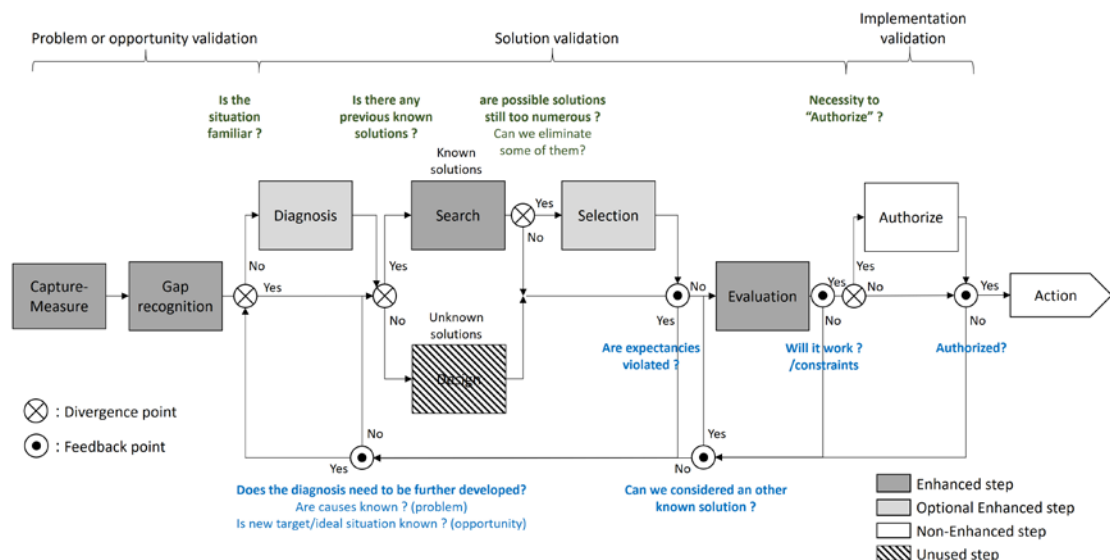 Problem or opportunity validation
Solution validation
Implementation
validation
Is the
situation
familiar ?
Is there any
previous known
solutions ?
are possible solutions
still too numerous ?
Can we eliminate
some of them?
Necessity to
“Authorize” ?
Known
solutions
Diagnosis
Search
Yes
Selection
Authorize
No
No
Yes
No
Yes
Yes
Capture-
Measure
Gap
recognition
Yes
No
Evaluation
Yes
No
Yes
Action
No
Unknown
solutions
Yes
No
No
Design
Are expectancies
violated ?
Will it work ?
/constraints
Authorized?
: Divergence point
: Feedback point
No
Yes
Yes
No
Does the diagnosis need to be further developed?
Are causes known ? (problem)
Is new target/ideal situation known ? (opportunity)
Can we considered an other
known solution ?
Enhanced step
Optional Enhanced step
Non-Enhanced step
Unused step